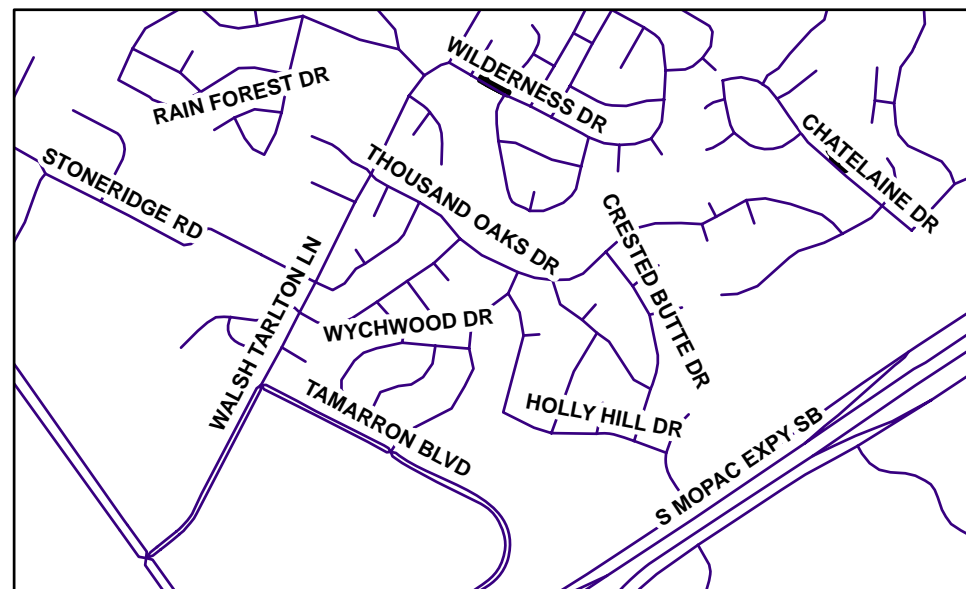 WILDERNESS DR
RAIN FOREST DR
CHATELAINE DR
STONERIDGE RD
THOUSAND OAKS DR
CRESTED BUTTE DR
WALSH TARLTON LN
WYCHWOOD DR
TAMARRON BLVD
HOLLY HILL DR
S MOPAC EXPY SB